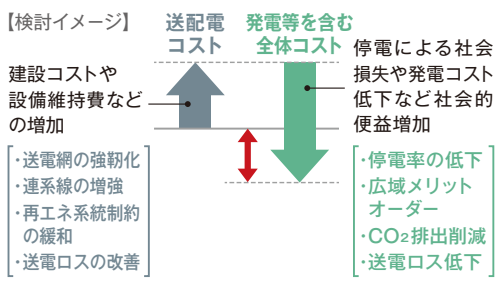 【検討イメージ】
送配電
コスト
発電等を含む
全体コスト
建設コストや
設備維持費など
の増加
停電による社会
損失や発電コスト
低下など社会的
便益増加
・送電網の強靭化
・連系線の増強
・再エネ系統制約
の緩和
・送電ロスの改善
・停電率の低下
・広域メリット
オーダー
・CO2排出削減
・送電ロス低下